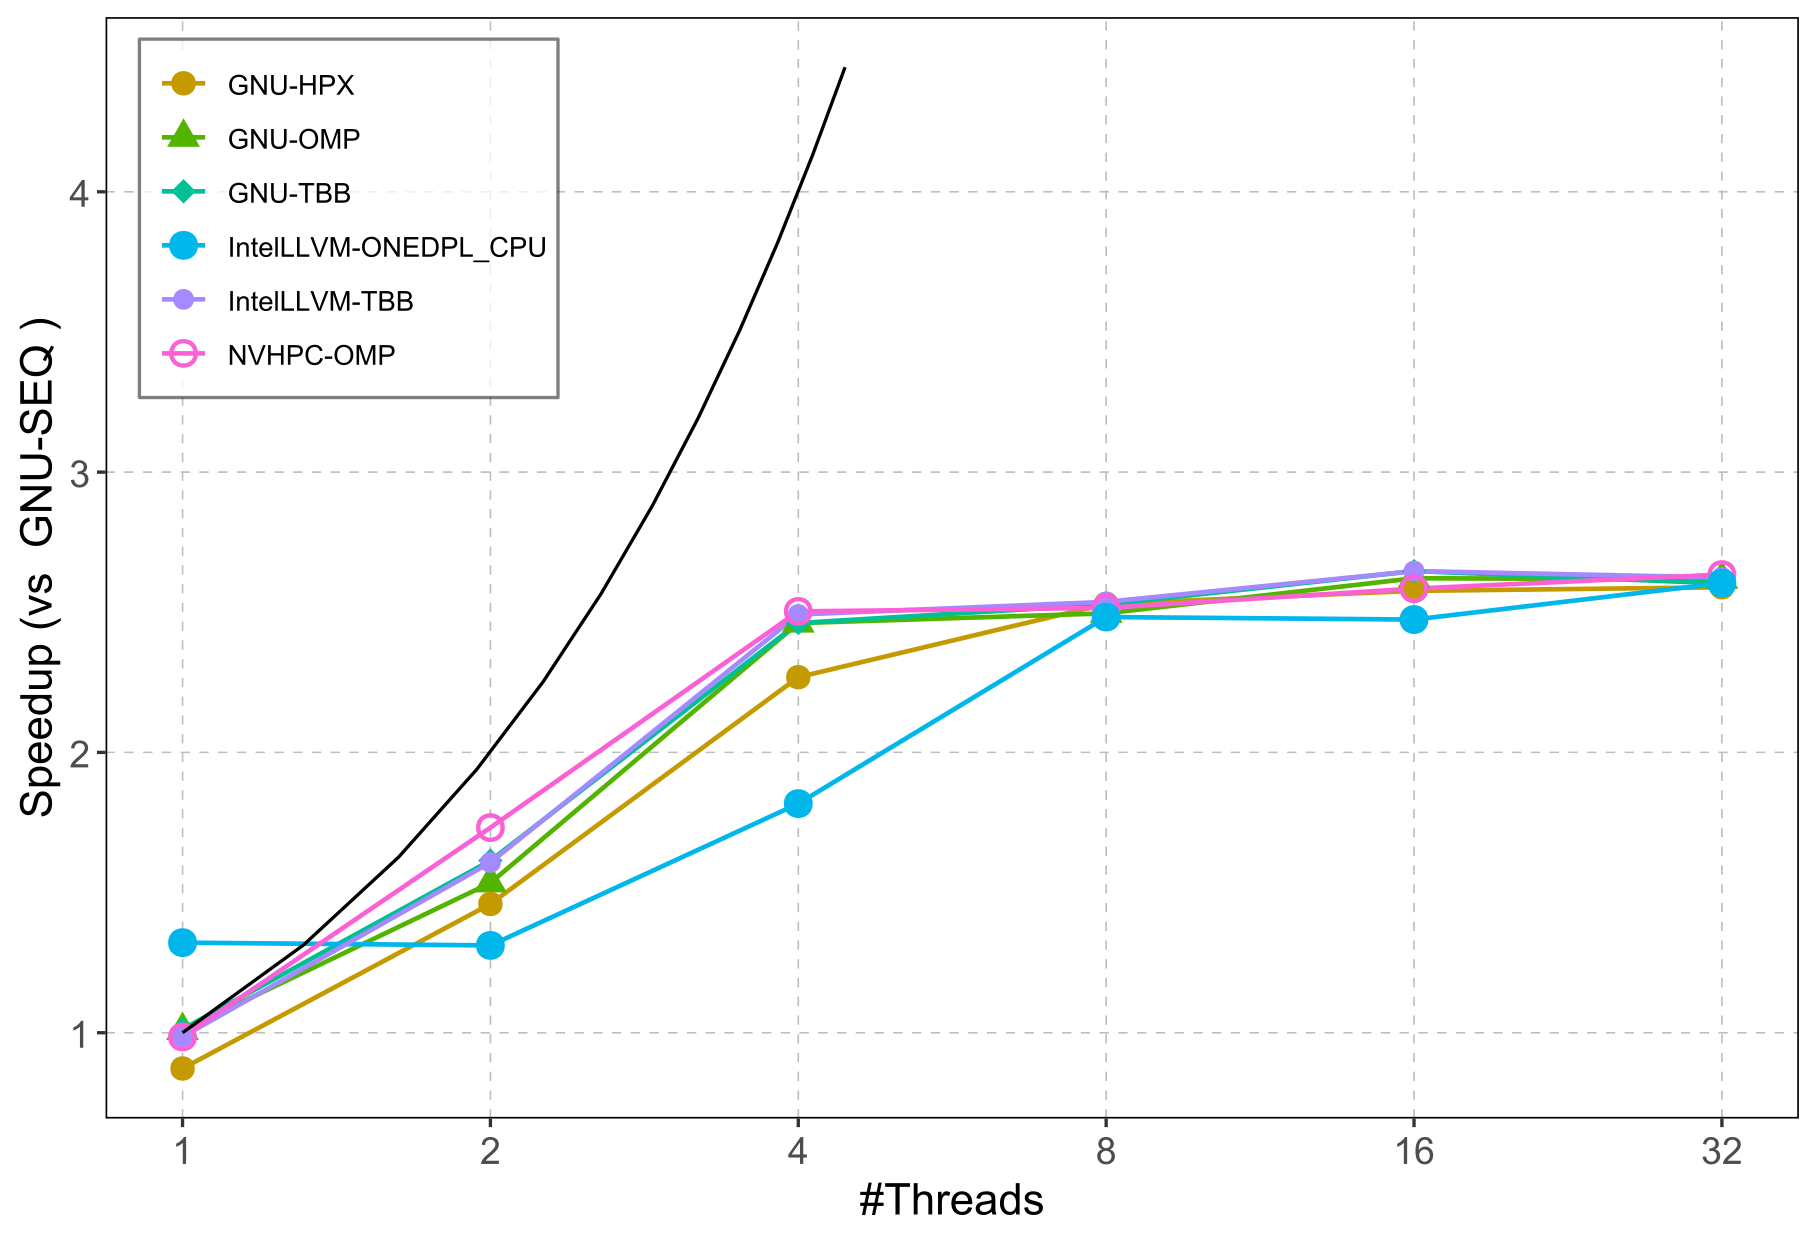 GNU-HPX
GNU-OMP
GNU-TBB
IntelLLVM-ONEDPL_CPU
IntelLLVM-TBB
NVHPC-OMP
Speedup (vs  GNU-SEQ )
4
3
2
1
1 2 4 8 16 32
#Threads